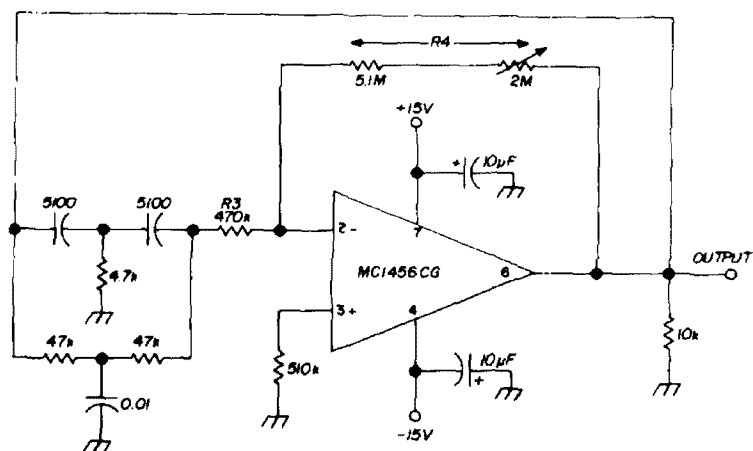 R4
5.1M
2M
+15V
+
10µF
5100
5100
R3
470k
2-
7
MC1456CG
6
OUTPUT
4.7k
3+
4
47k
47k
510k
10µF
+
10k
0.01
-15V